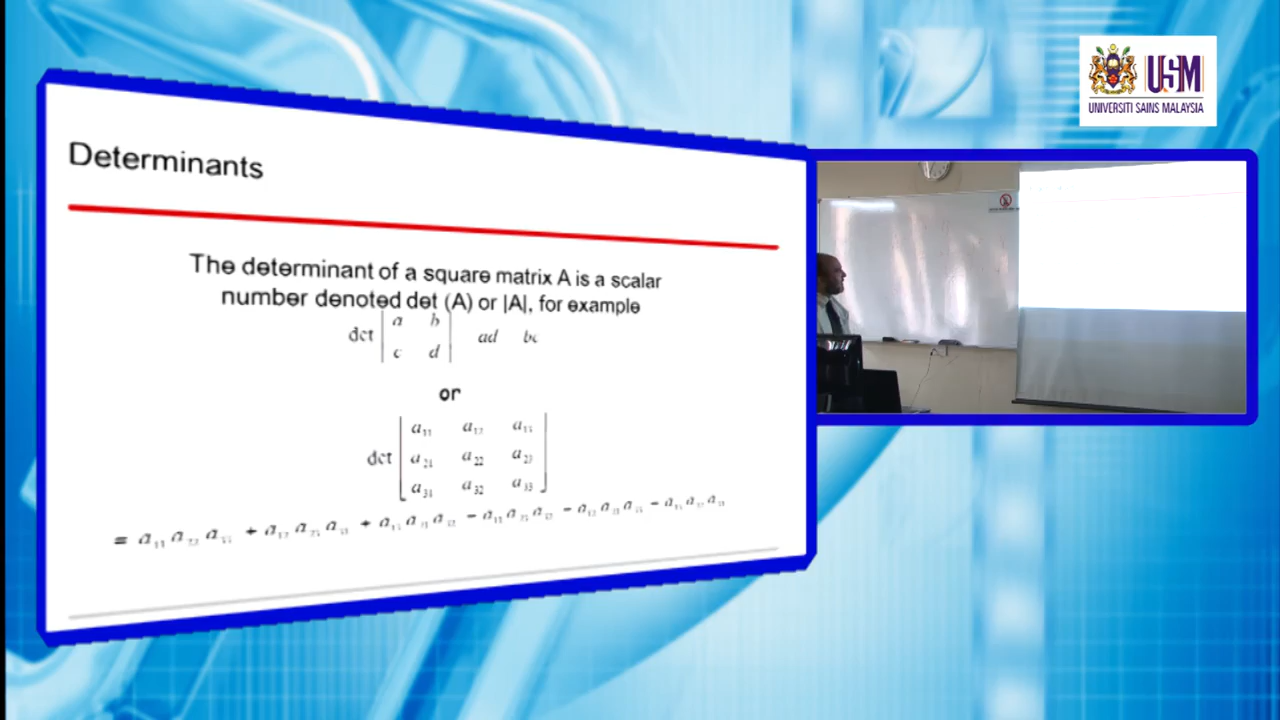 USM
UNIVERSITI SAINS MALAYSIA
Determinants
The determinant of a square matrix A is a scalar
number denoted det (A) or |A|, for example
det | a b | ad bc
| c d |
or
det [ a₁₁ a₁₂
a₂₁ a₂₂ a₂₃
a₃₁ a₃₂ a₃₃ ]